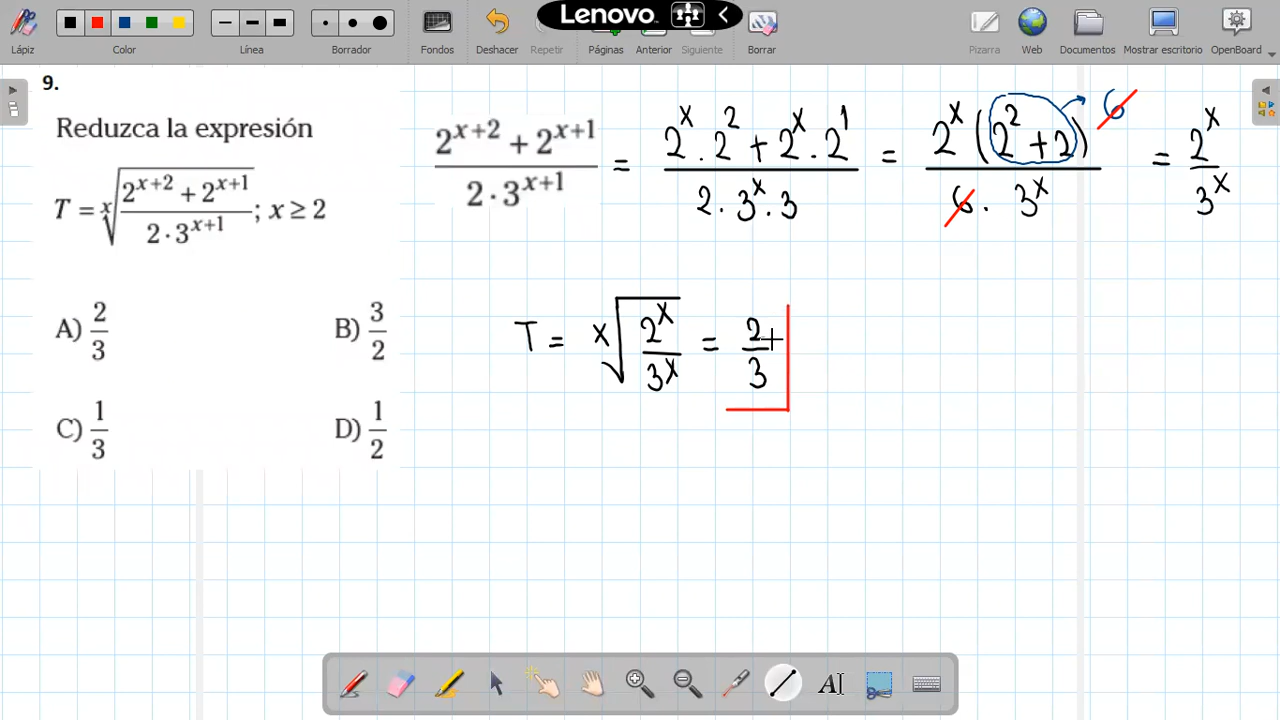 Lenovo
Lápiz Color Línea Borrador Fondos Deshacer Repetir Páginas Anterior Siguiente Borrar Pizarra Web Documentos Mostrar escritorio OpenBoard
9.
Reduzca la expresión
T = ˣ√((2^{x+2} + 2^{x+1})/(2·3^{x+1})); x ≥ 2
A) 2/3
B) 3/2
C) 1/3
D) 1/2
(2^{x+2} + 2^{x+1})/(2·3^{x+1}) = (2^x . 2^2 + 2^x . 2^1)/(2 . 3^x . 3) = (2^x (2^2 + 2))/(6 . 3^x) = 2^x/3^x
6
T = ˣ√(2^x/3^x) = 2/3
AI